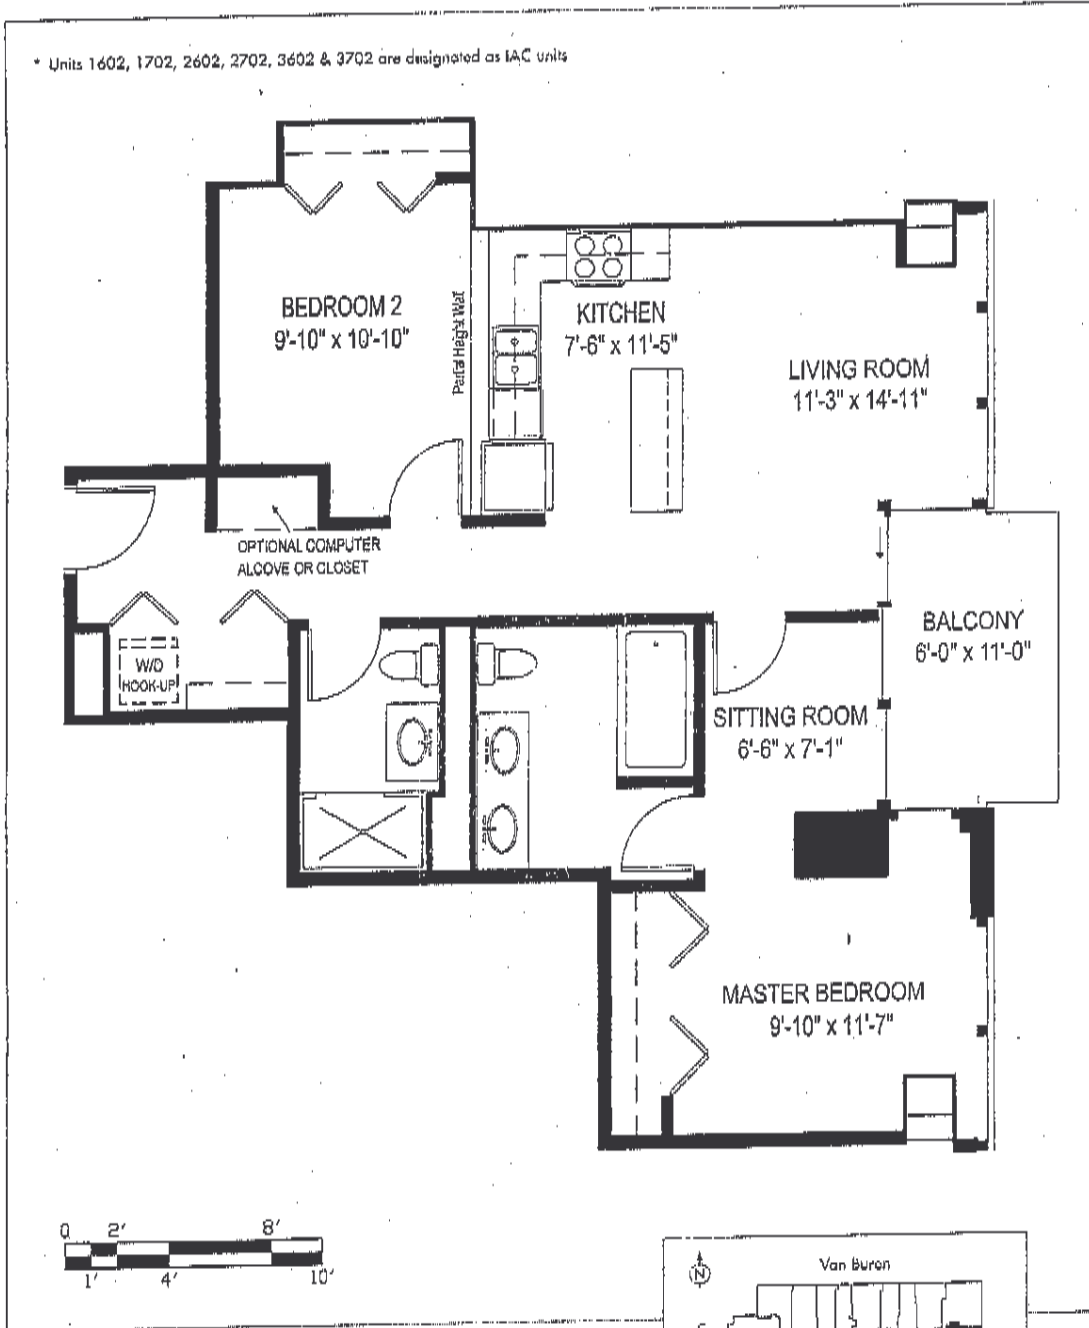 * Units 1602, 1702, 2602, 2702, 3602 & 3702 are designated as IAC units
BEDROOM 2
9'-10" x 10'-10"
Partial Height Wall
KITCHEN
7'-6" x 11'-5"
LIVING ROOM
11'-3" x 14'-11"
OPTIONAL COMPUTER
ALCOVE OR CLOSET
W/D
HOOK-UP
BALCONY
6'-0" x 11'-0"
SITTING ROOM
6'-6" x 7'-1"
MASTER BEDROOM
9'-10" x 11'-7"
0 2' 8'
1' 4' 10'
N
Van Buren